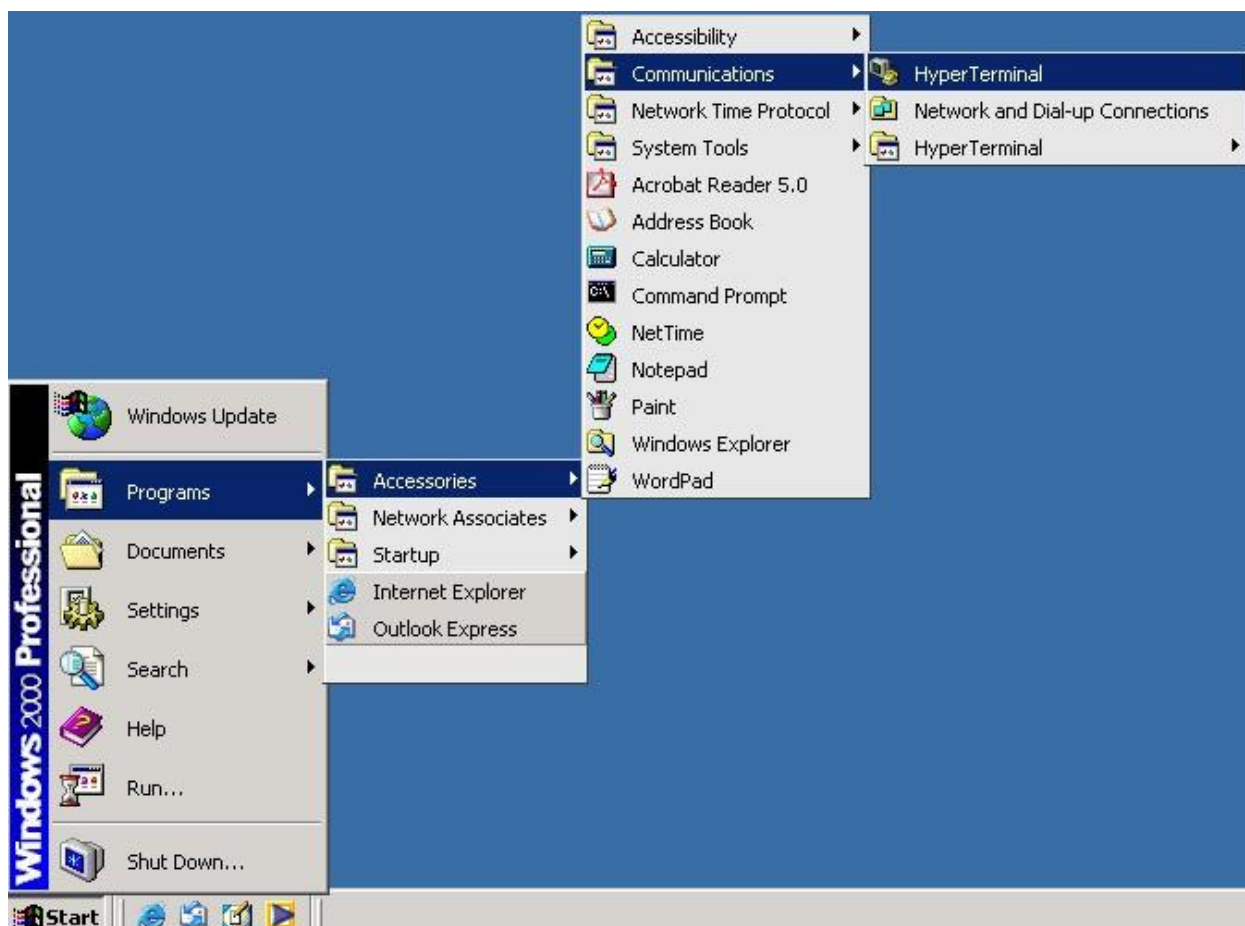 Accessibility
Communications
Network Time Protocol
System Tools
Acrobat Reader 5.0
Address Book
Calculator
Command Prompt
NetTime
Notepad
Paint
Windows Explorer
WordPad
HyperTerminal
Network and Dial-up Connections
HyperTerminal
Windows Update
Programs
Documents
Settings
Search
Help
Run...
Shut Down...
Accessories
Network Associates
Startup
Internet Explorer
Outlook Express
Windows 2000 Professional
Start